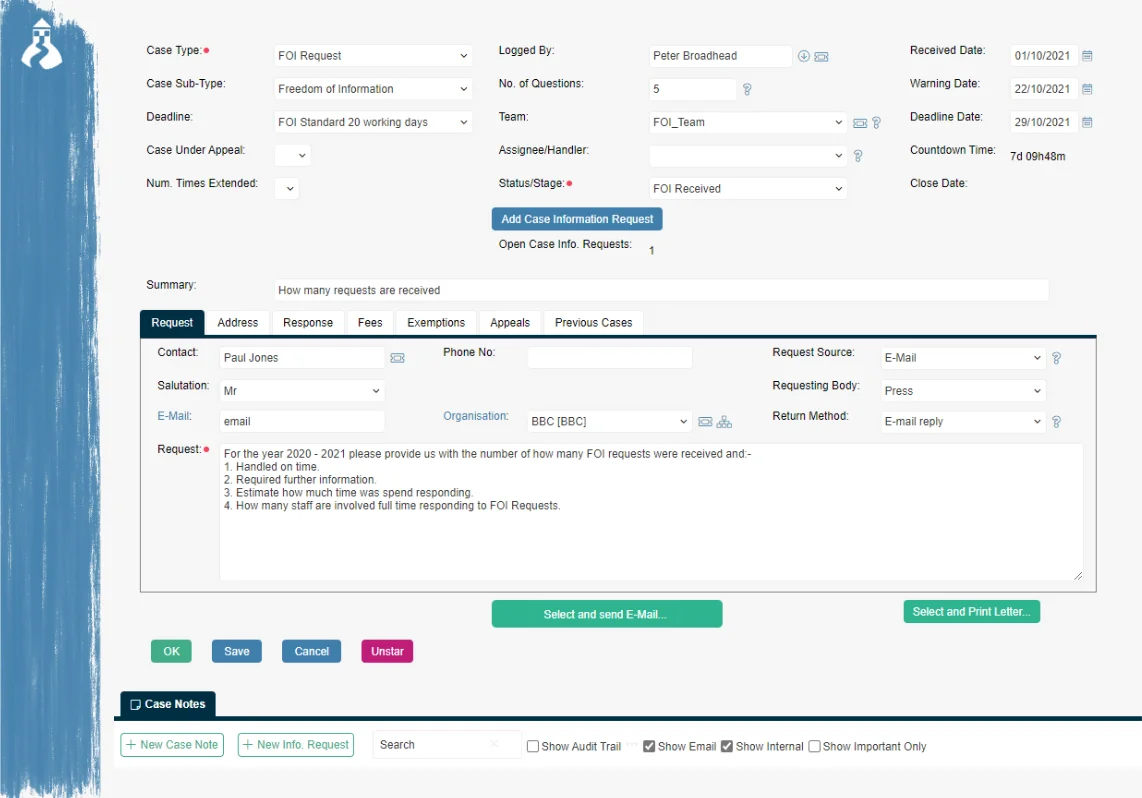 Case Type: FOI Request Logged By: Peter Broadhead Received Date: 01/10/2021
Case Sub-Type: Freedom of Information No. of Questions: 5 Warning Date: 22/10/2021
Deadline: FOI Standard 20 working days Team: FOI_Team Deadline Date: 29/10/2021
Case Under Appeal: Assignee/Handler: Countdown Time: 7d 09h48m
Num. Times Extended: Status/Stage: FOI Received Close Date:
Add Case Information Request
Open Case Info. Requests: 1
Summary: How many requests are received
Request Address Response Fees Exemptions Appeals Previous Cases
Contact: Paul Jones Phone No: Request Source: E-Mail
Salutation: Mr Requesting Body: Press
E-Mail: email Organisation: BBC [BBC] Return Method: E-mail reply
Request: For the year 2020 - 2021 please provide us with the number of how many FOI requests were received and:-
1. Handled on time.
2. Required further information.
3. Estimate how much time was spend responding.
4. How many staff are involved full time responding to FOI Requests.
Select and send E-Mail... Select and Print Letter...
OK Save Cancel Unstar
Case Notes
+ New Case Note + New Info. Request Search Show Audit Trail Show Email Show Internal Show Important Only